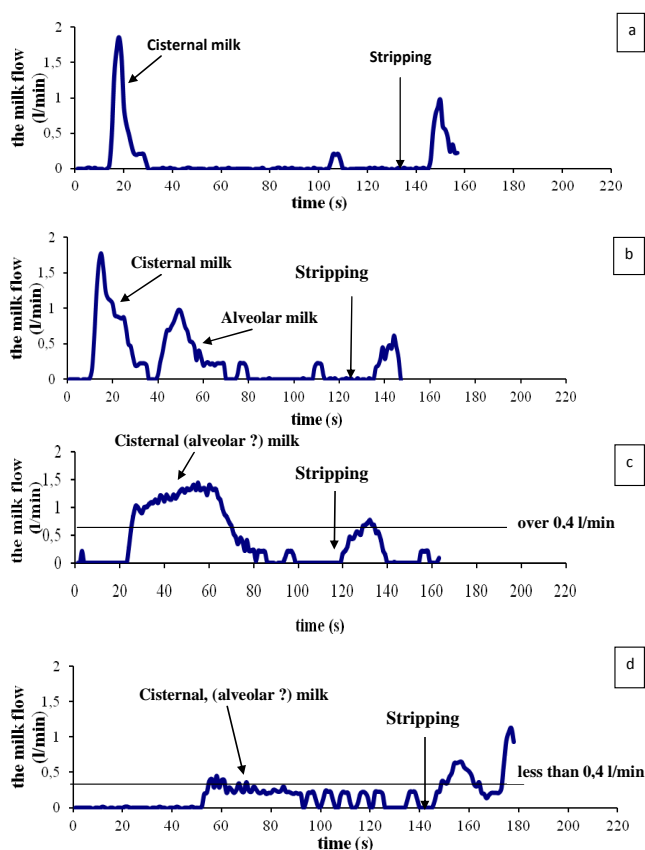 a
the milk flow
(l/min)
2
1,5
1
0,5
0
Cisternal milk
Stripping
0 20 40 60 80 100 120 140 160 180 200 220
time (s)
b
the milk flow
(l/min)
2
1,5
1
0,5
0
Cisternal milk
Alveolar milk
Stripping
0 20 40 60 80 100 120 140 160 180 200 220
time (s)
c
the milk flow
(l/min)
2
1,5
1
0,5
0
Cisternal (alveolar ?) milk
Stripping
over 0,4 l/min
0 20 40 60 80 100 120 140 160 180 200 220
time (s)
d
the milk flow
(l/min)
2
1,5
1
0,5
0
Cisternal, (alveolar ?) milk
Stripping
less than 0,4 l/min
0 20 40 60 80 100 120 140 160 180 200 220
time (s)